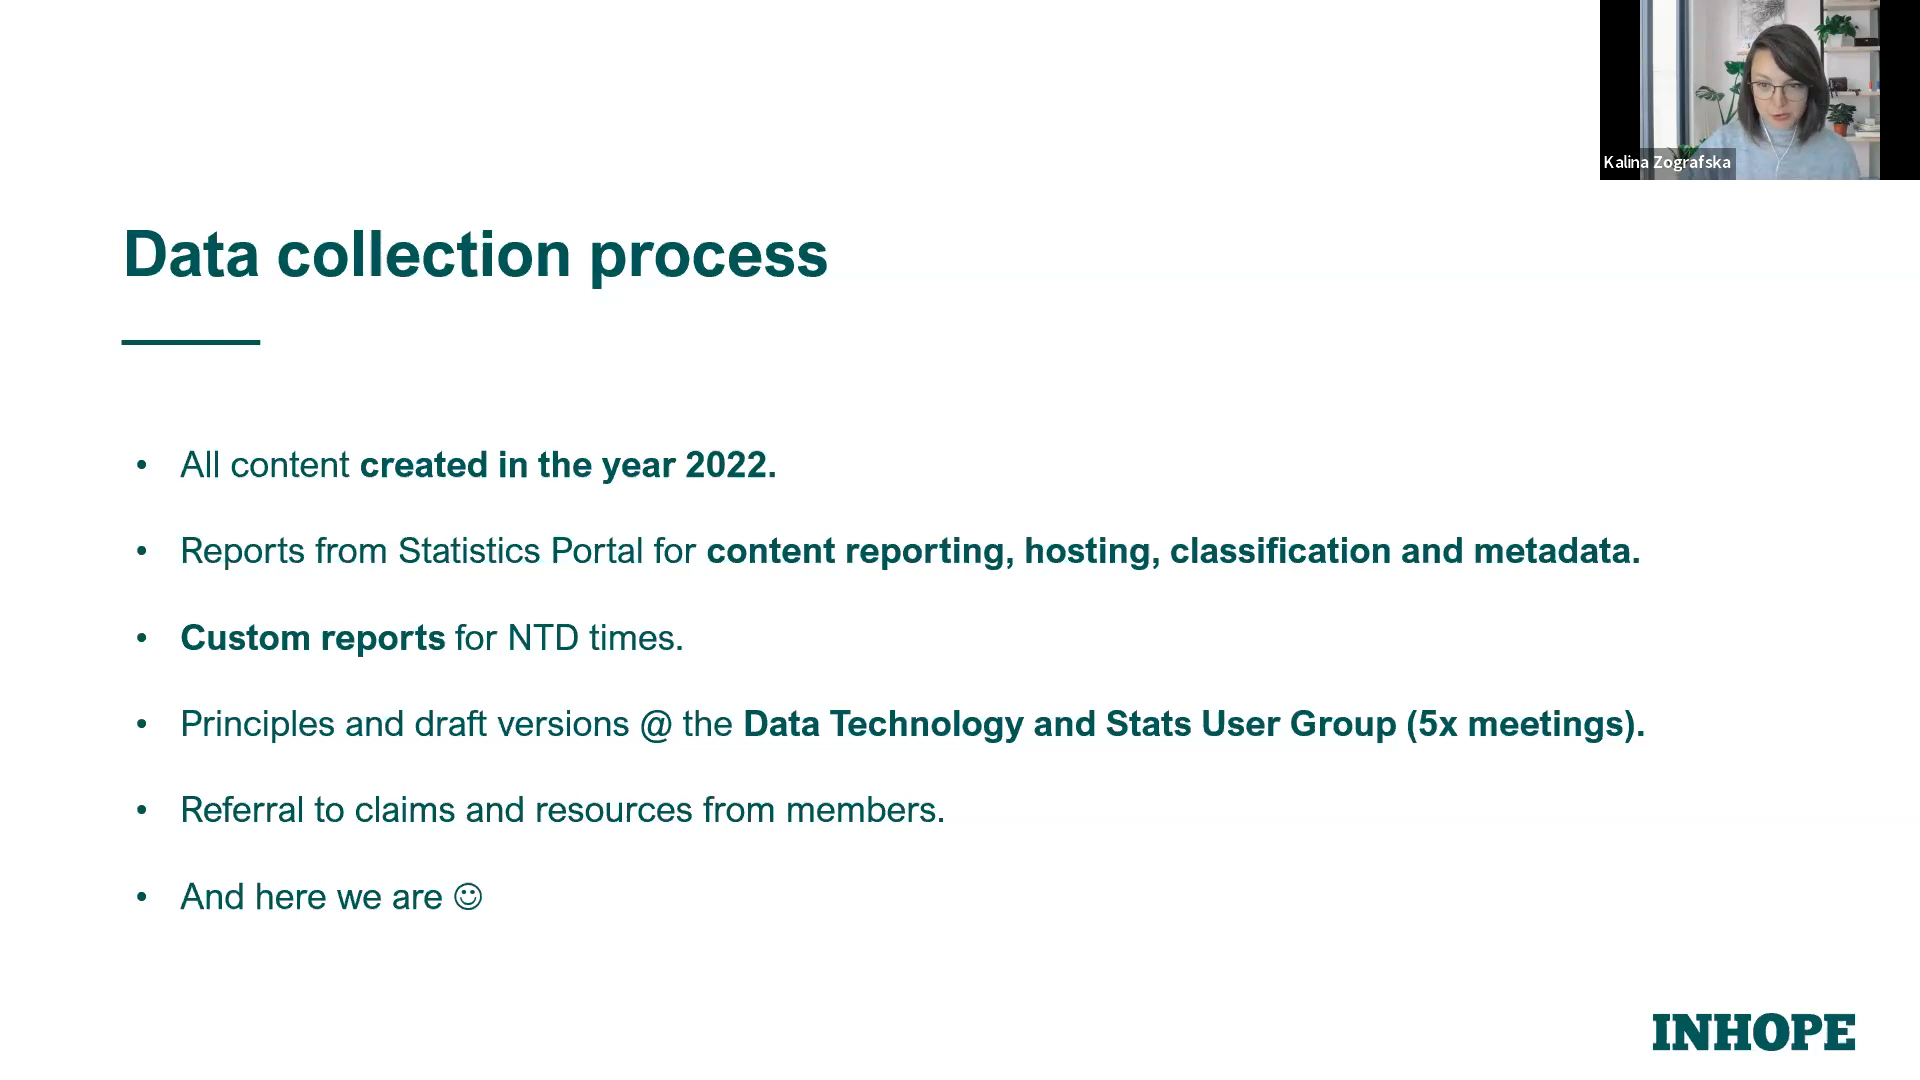 Kalina Zografska
Data collection process
• All content created in the year 2022.
• Reports from Statistics Portal for content reporting, hosting, classification and metadata.
• Custom reports for NTD times.
• Principles and draft versions @ the Data Technology and Stats User Group (5x meetings).
• Referral to claims and resources from members.
• And here we are ☺
INHOPE